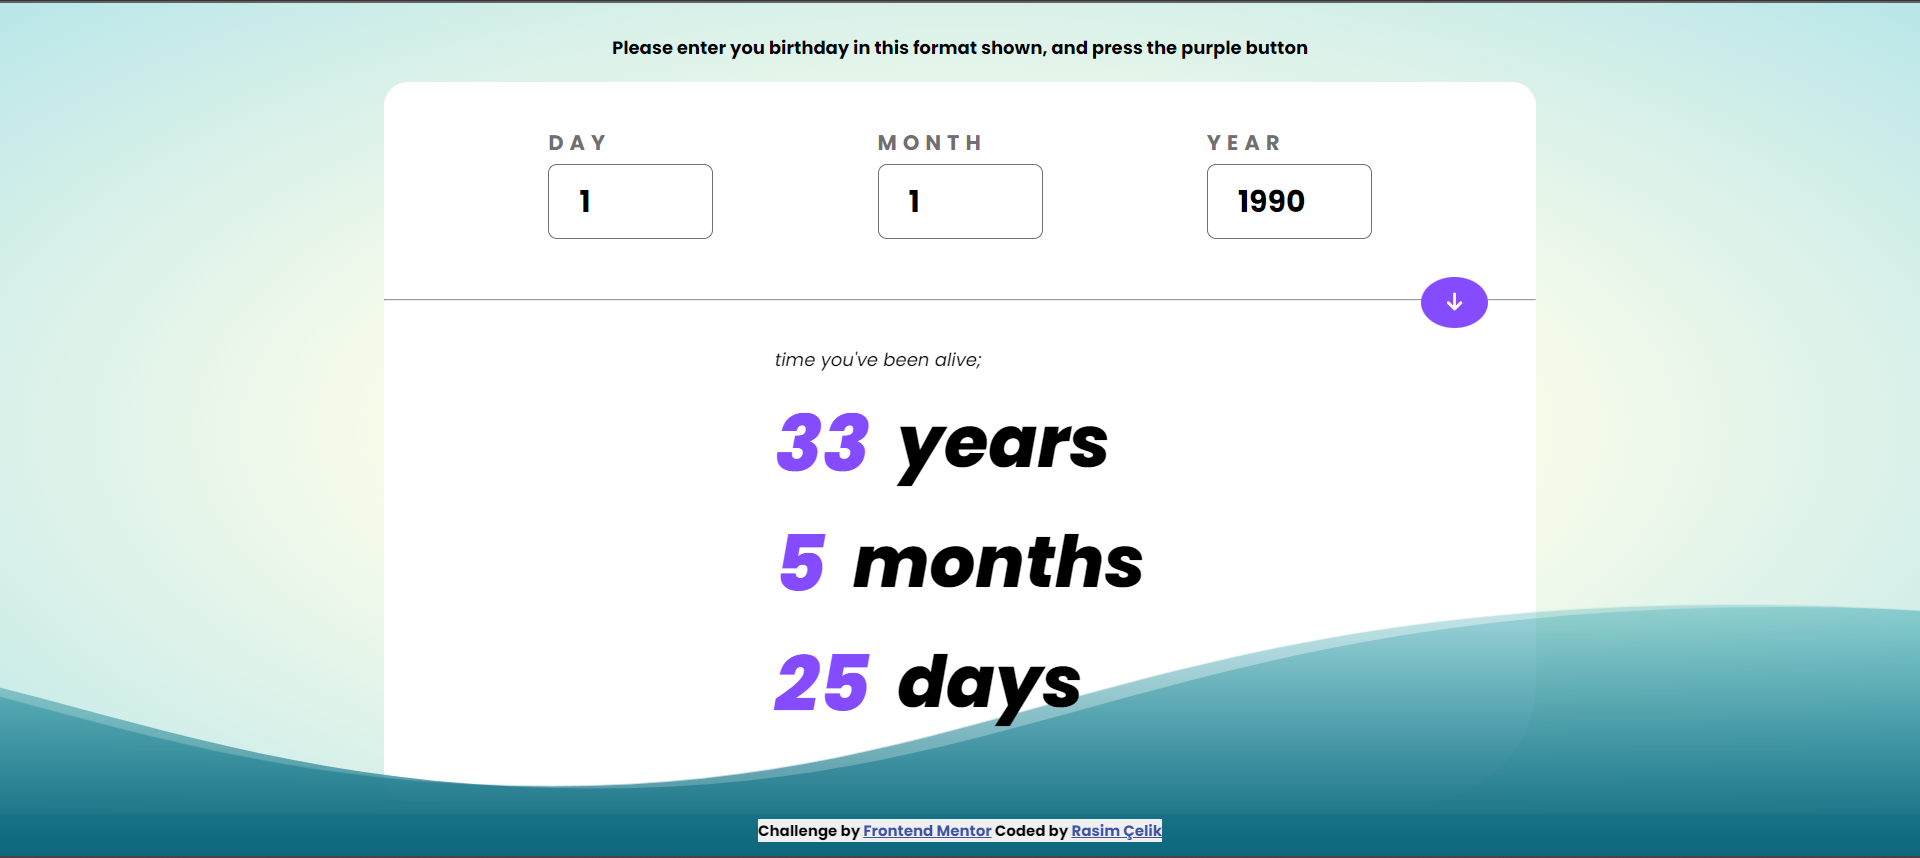 Please enter you birthday in this format shown, and press the purple button
DAY MONTH YEAR
1 1 1990
time you've been alive;
33 years
5 months
25 days
Challenge by Frontend Mentor Coded by Rasim Çelik